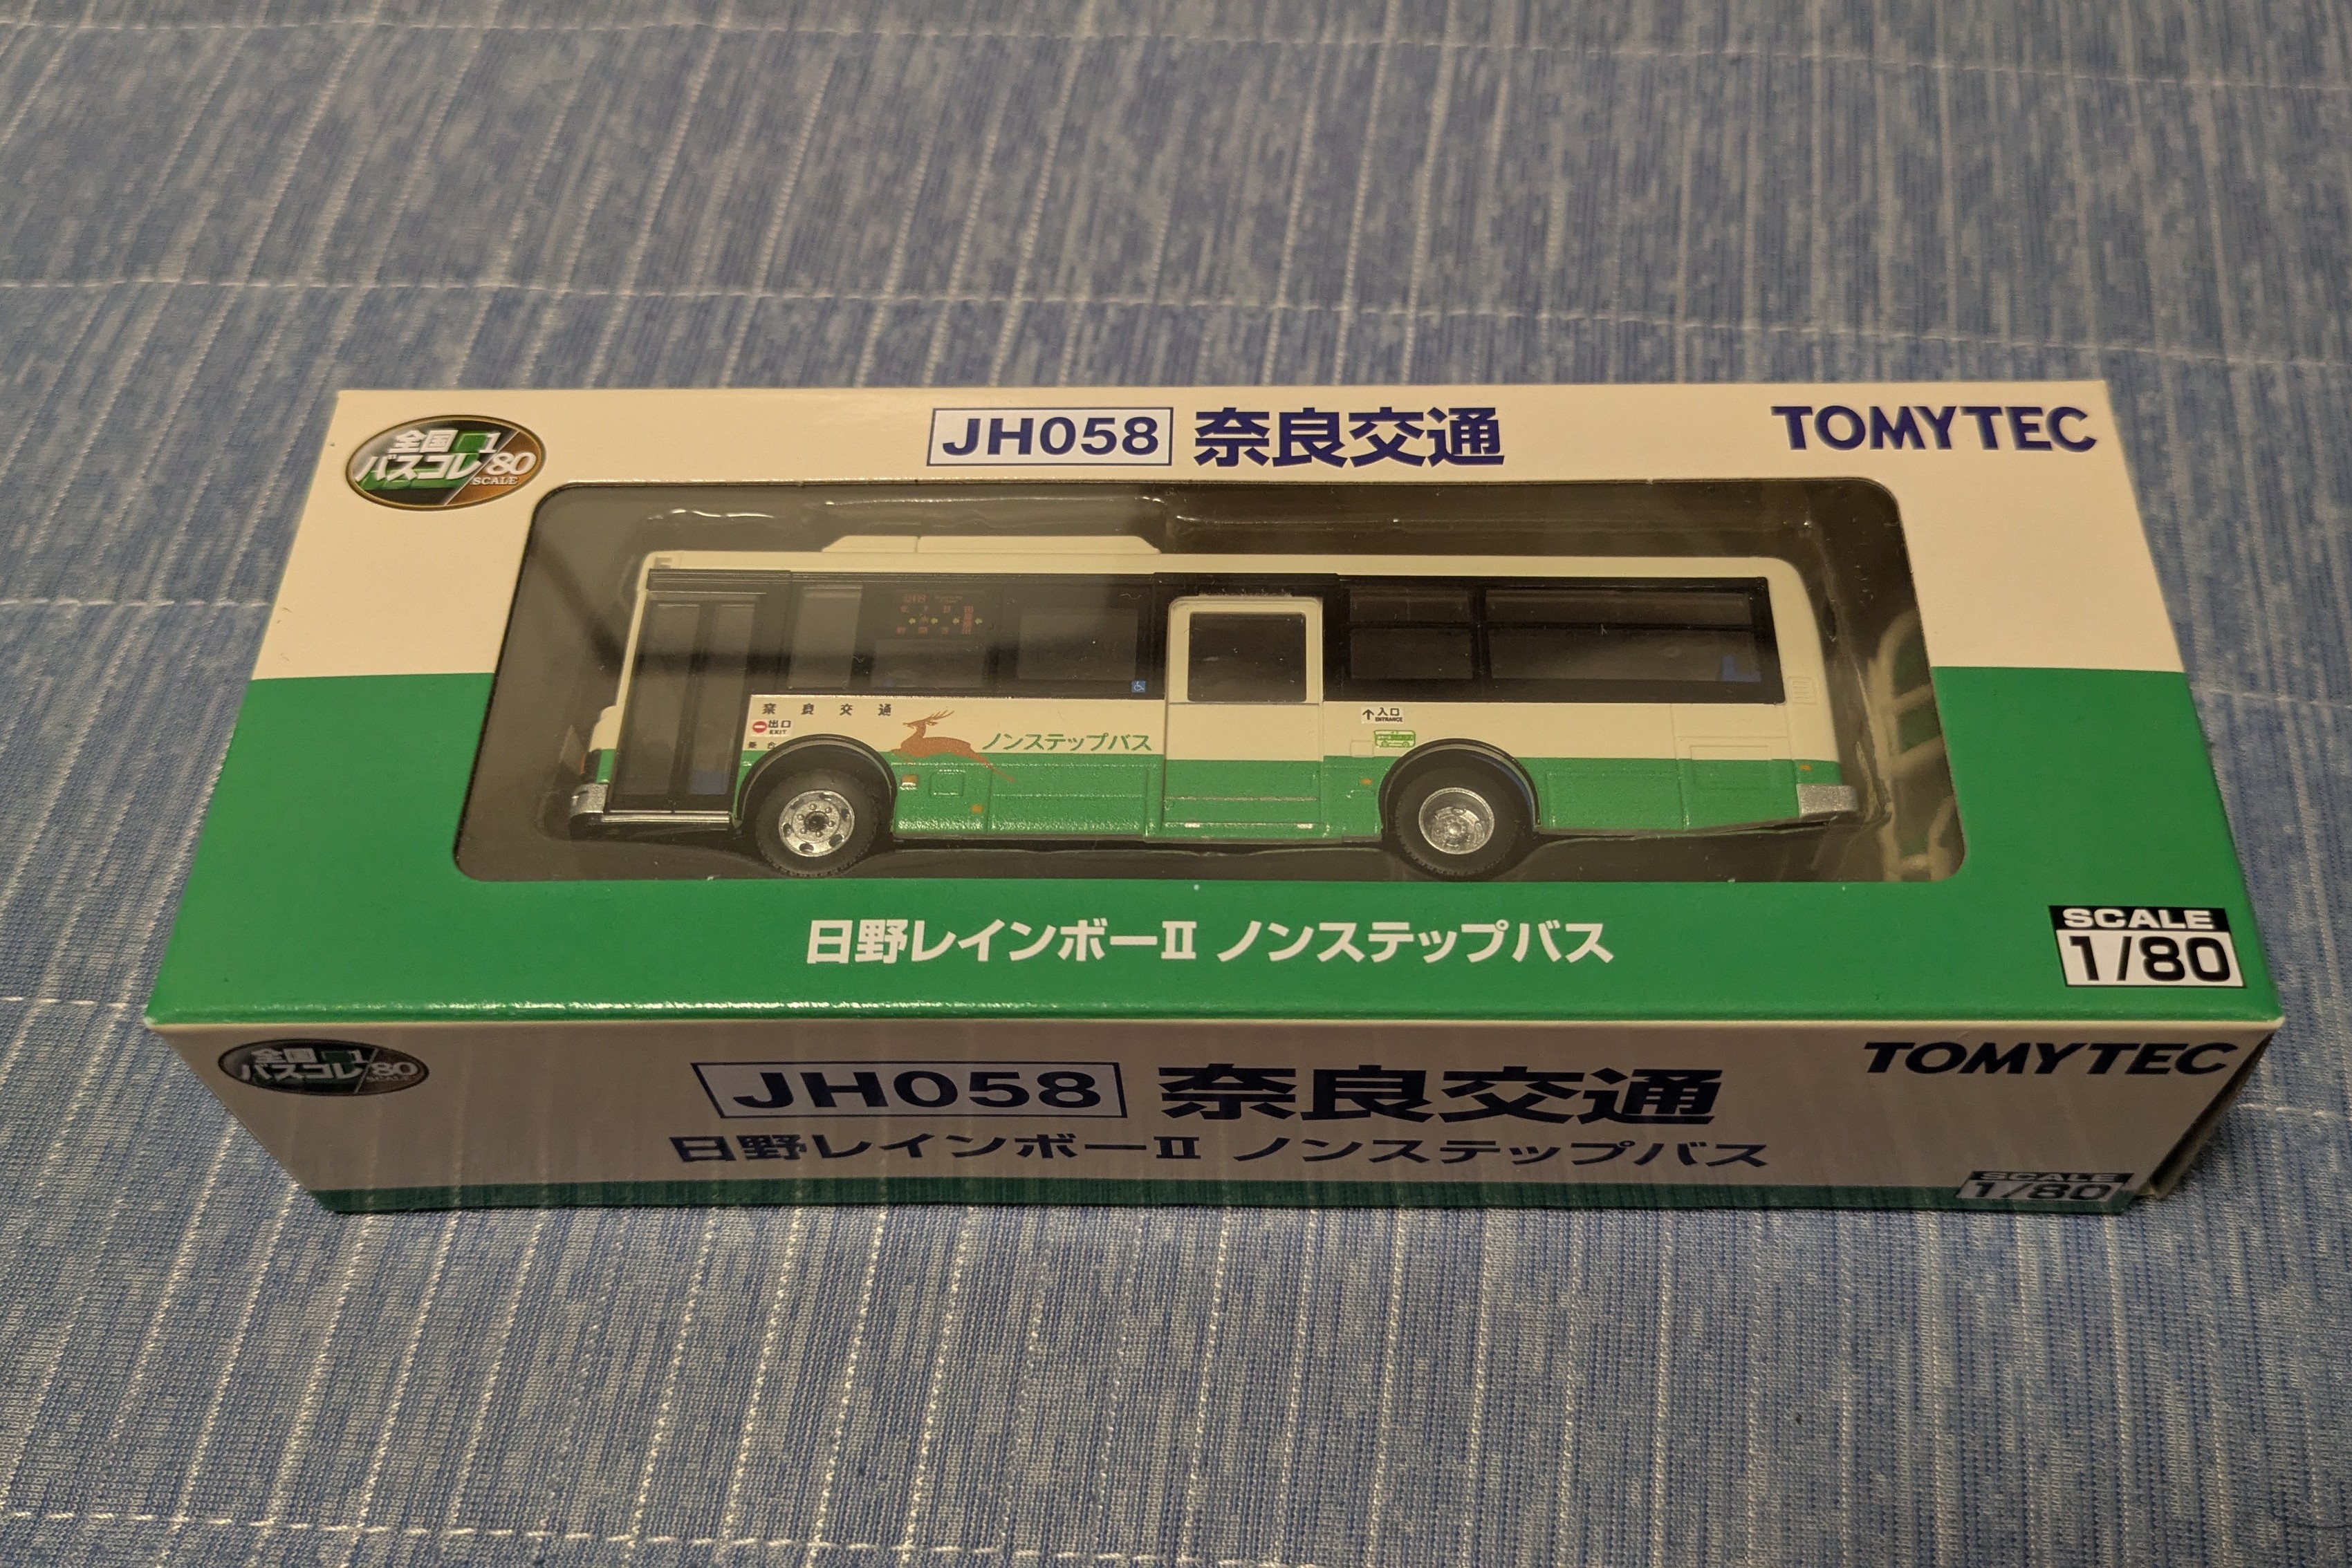 全国
バスコレ
1/80
SCALE
JH058 奈良交通
TOMYTEC
奈良交通
出口
EXIT
ノンステップバス
入口
ENTRANCE
日野レインボーII ノンステップバス
SCALE
1/80
全国
バスコレ
1/80
SCALE
JH058 奈良交通
TOMYTEC
日野レインボーII ノンステップバス
SCALE
1/80